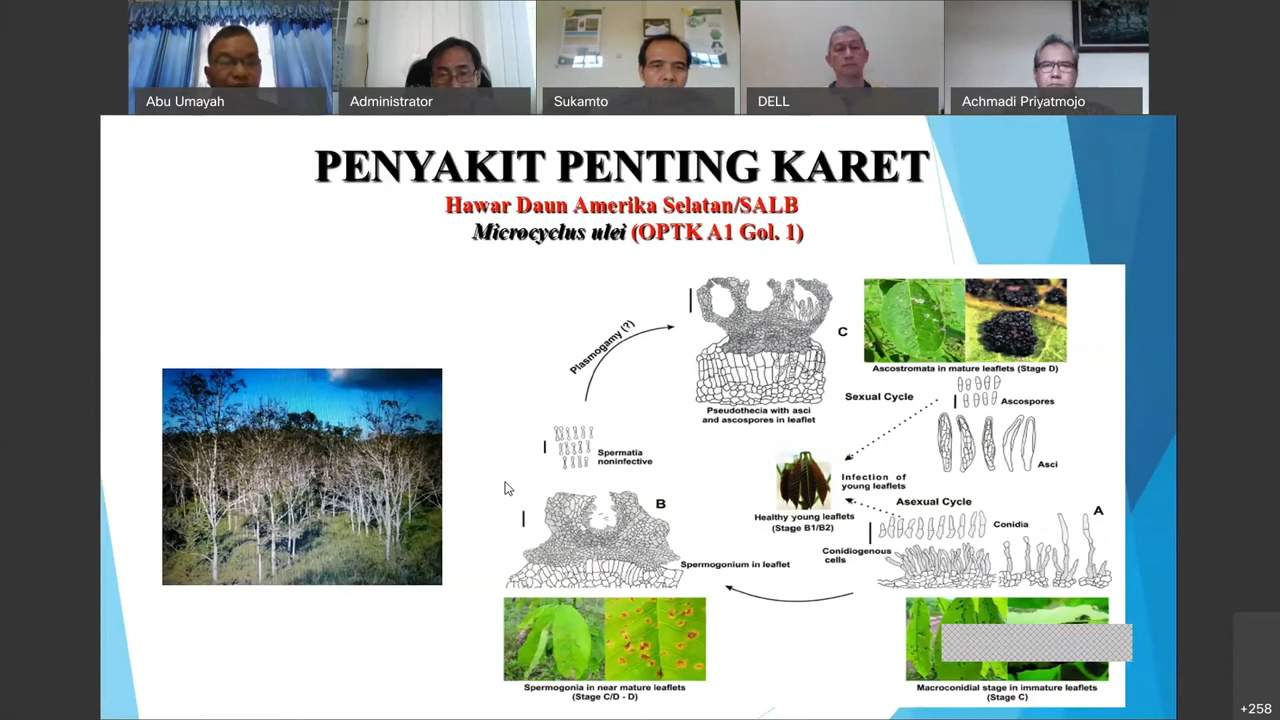 Abu Umayah
Administrator
Sukamto
DELL
Achmadi Priyatmojo
PENYAKIT PENTING KARET
Hawar Daun Amerika Selatan/SALB
Microcyclus ulei (OPTK A1 Gol. 1)
Plasmogamy (?)
C
Ascostromata in mature leaflets (Stage D)
Pseudothecia with asci
and ascospores in leaflet
Sexual Cycle
Ascospores
Spermatia
noninfective
Asci
Infection of
young leaflets
B
Healthy young leaflets
(Stage B1/B2)
Asexual Cycle
A
Conidia
Conidiogenous
cells
Spermogonium in leaflet
Spermogonia in near mature leaflets
(Stage C/D - D)
Macroconidial stage in immature leaflets
(Stage C)
+258